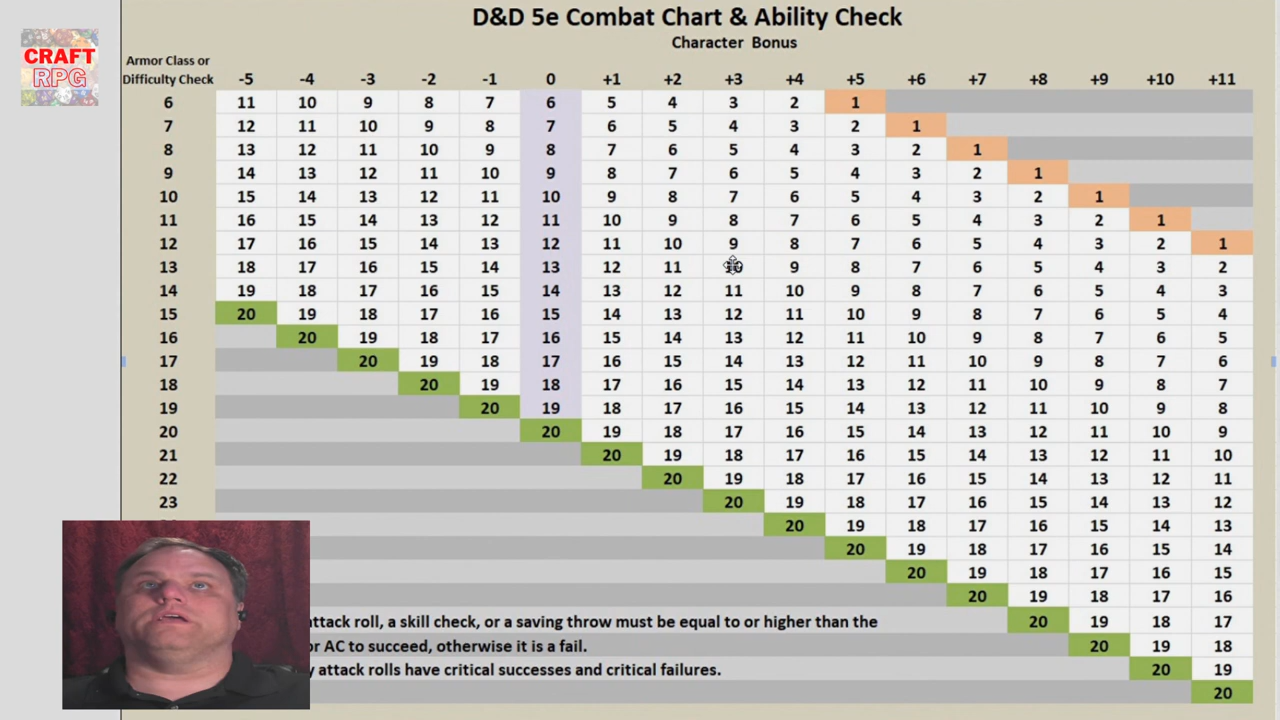 D&D 5e Combat Chart & Ability Check
CRAFT
RPG
Character Bonus
Armor Class or
Difficulty Check -5 -4 -3 -2 -1 0 +1 +2 +3 +4 +5 +6 +7 +8 +9 +10 +11
6 11 10 9 8 7 6 5 4 3 2 1
7 12 11 10 9 8 7 6 5 4 3 2 1
8 13 12 11 10 9 8 7 6 5 4 3 2 1
9 14 13 12 11 10 9 8 7 6 5 4 3 2 1
10 15 14 13 12 11 10 9 8 7 6 5 4 3 2 1
11 16 15 14 13 12 11 10 9 8 7 6 5 4 3 2 1
12 17 16 15 14 13 12 11 10 9 8 7 6 5 4 3 2 1
13 18 17 16 15 14 13 12 11 9 8 7 6 5 4 3 2
14 19 18 17 16 15 14 13 12 11 10 9 8 7 6 5 4 3
15 20 19 18 17 16 15 14 13 12 11 10 9 8 7 6 5 4
16 20 19 18 17 16 15 14 13 12 11 10 9 8 7 6 5
17 20 19 18 17 16 15 14 13 12 11 10 9 8 7 6
18 20 19 18 17 16 15 14 13 12 11 10 9 8 7
19 20 19 18 17 16 15 14 13 12 11 10 9 8
20 20 19 18 17 16 15 14 13 12 11 10 9
21 20 19 18 17 16 15 14 13 12 11 10
22 20 19 18 17 16 15 14 13 12 11
23 20 19 18 17 16 15 14 13 12
20 19 18 17 16 15 14 13
20 19 18 17 16 15 14
20 19 18 17 16 15
20 19 18 17 16
attack roll, a skill check, or a saving throw must be equal to or higher than the 20 19 18 17
or AC to succeed, otherwise it is a fail. 20 19 18
attack rolls have critical successes and critical failures. 20 19
20